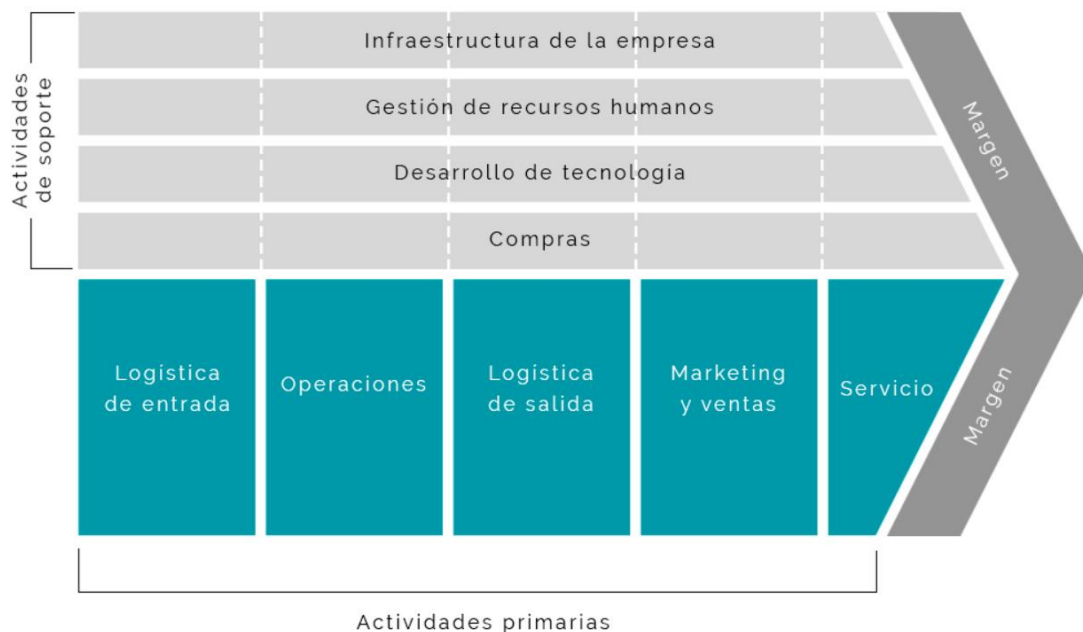 Actividades
de soporte
Infraestructura de la empresa
Gestión de recursos humanos
Desarrollo de tecnología
Compras
Margen
Logística
de entrada
Operaciones
Logística
de salida
Marketing
y ventas
Servicio
Margen
Actividades primarias